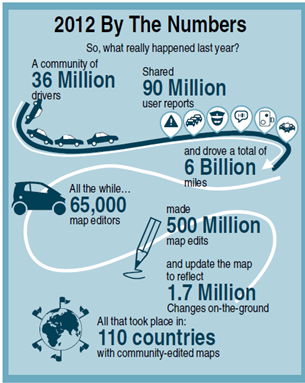 2012 By The Numbers
So, what really happened last year?
A community of
36 Million
drivers
Shared
90 Million
user reports
and drove a total of
6 Billion
miles
All the while...
65,000
map editors
made
500 Million
map edits
and update the map
to reflect
1.7 Million
Changes on-the-ground
All that took place in:
110 countries
with community-edited maps